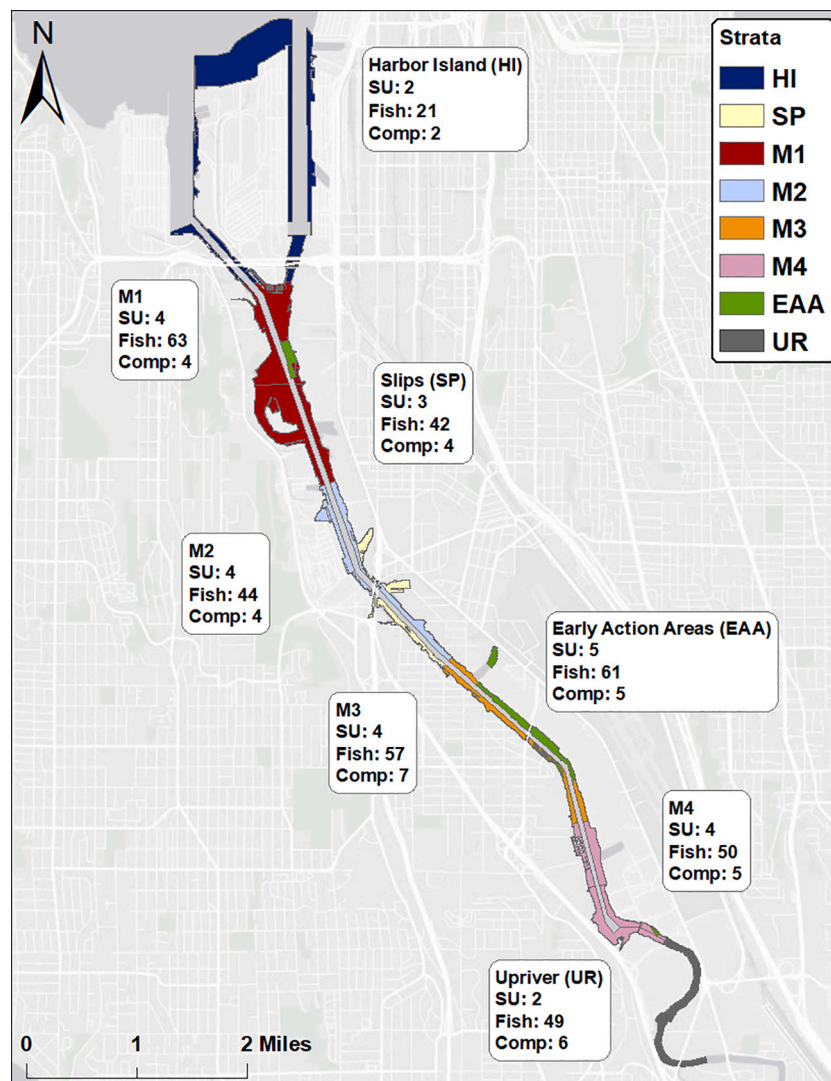 N
Harbor Island (HI)
SU: 2
Fish: 21
Comp: 2
Strata
HI
SP
M1
M2
M3
M4
EAA
UR
M1
SU: 4
Fish: 63
Comp: 4
Slips (SP)
SU: 3
Fish: 42
Comp: 4
M2
SU: 4
Fish: 44
Comp: 4
Early Action Areas (EAA)
SU: 5
Fish: 61
Comp: 5
M3
SU: 4
Fish: 57
Comp: 7
M4
SU: 4
Fish: 50
Comp: 5
Upriver (UR)
SU: 2
Fish: 49
Comp: 6
0 1 2 Miles